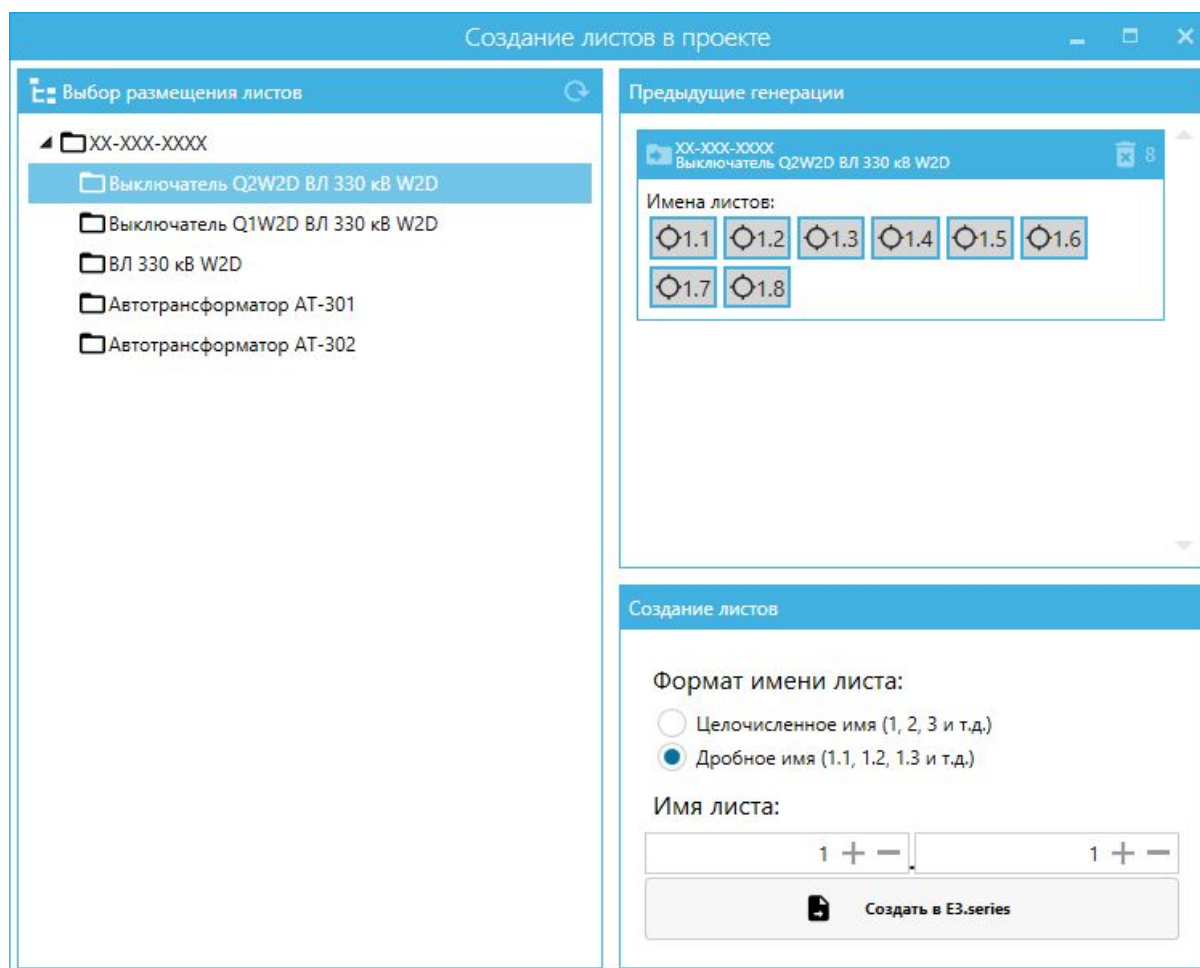 Создание листов в проекте
Выбор размещения листов
XX-XXX-XXXX
Выключатель Q2W2D ВЛ 330 кВ W2D
Выключатель Q1W2D ВЛ 330 кВ W2D
ВЛ 330 кВ W2D
Автотрансформатор АТ-301
Автотрансформатор АТ-302
Предыдущие генерации
XX-XXX-XXXX
Выключатель Q2W2D ВЛ 330 кВ W2D
8
Имена листов:
1.1 1.2 1.3 1.4 1.5 1.6
1.7 1.8
Создание листов
Формат имени листа:
Целочисленное имя (1, 2, 3 и т.д.)
Дробное имя (1.1, 1.2, 1.3 и т.д.)
Имя листа:
1 . 1
Создать в E3.series